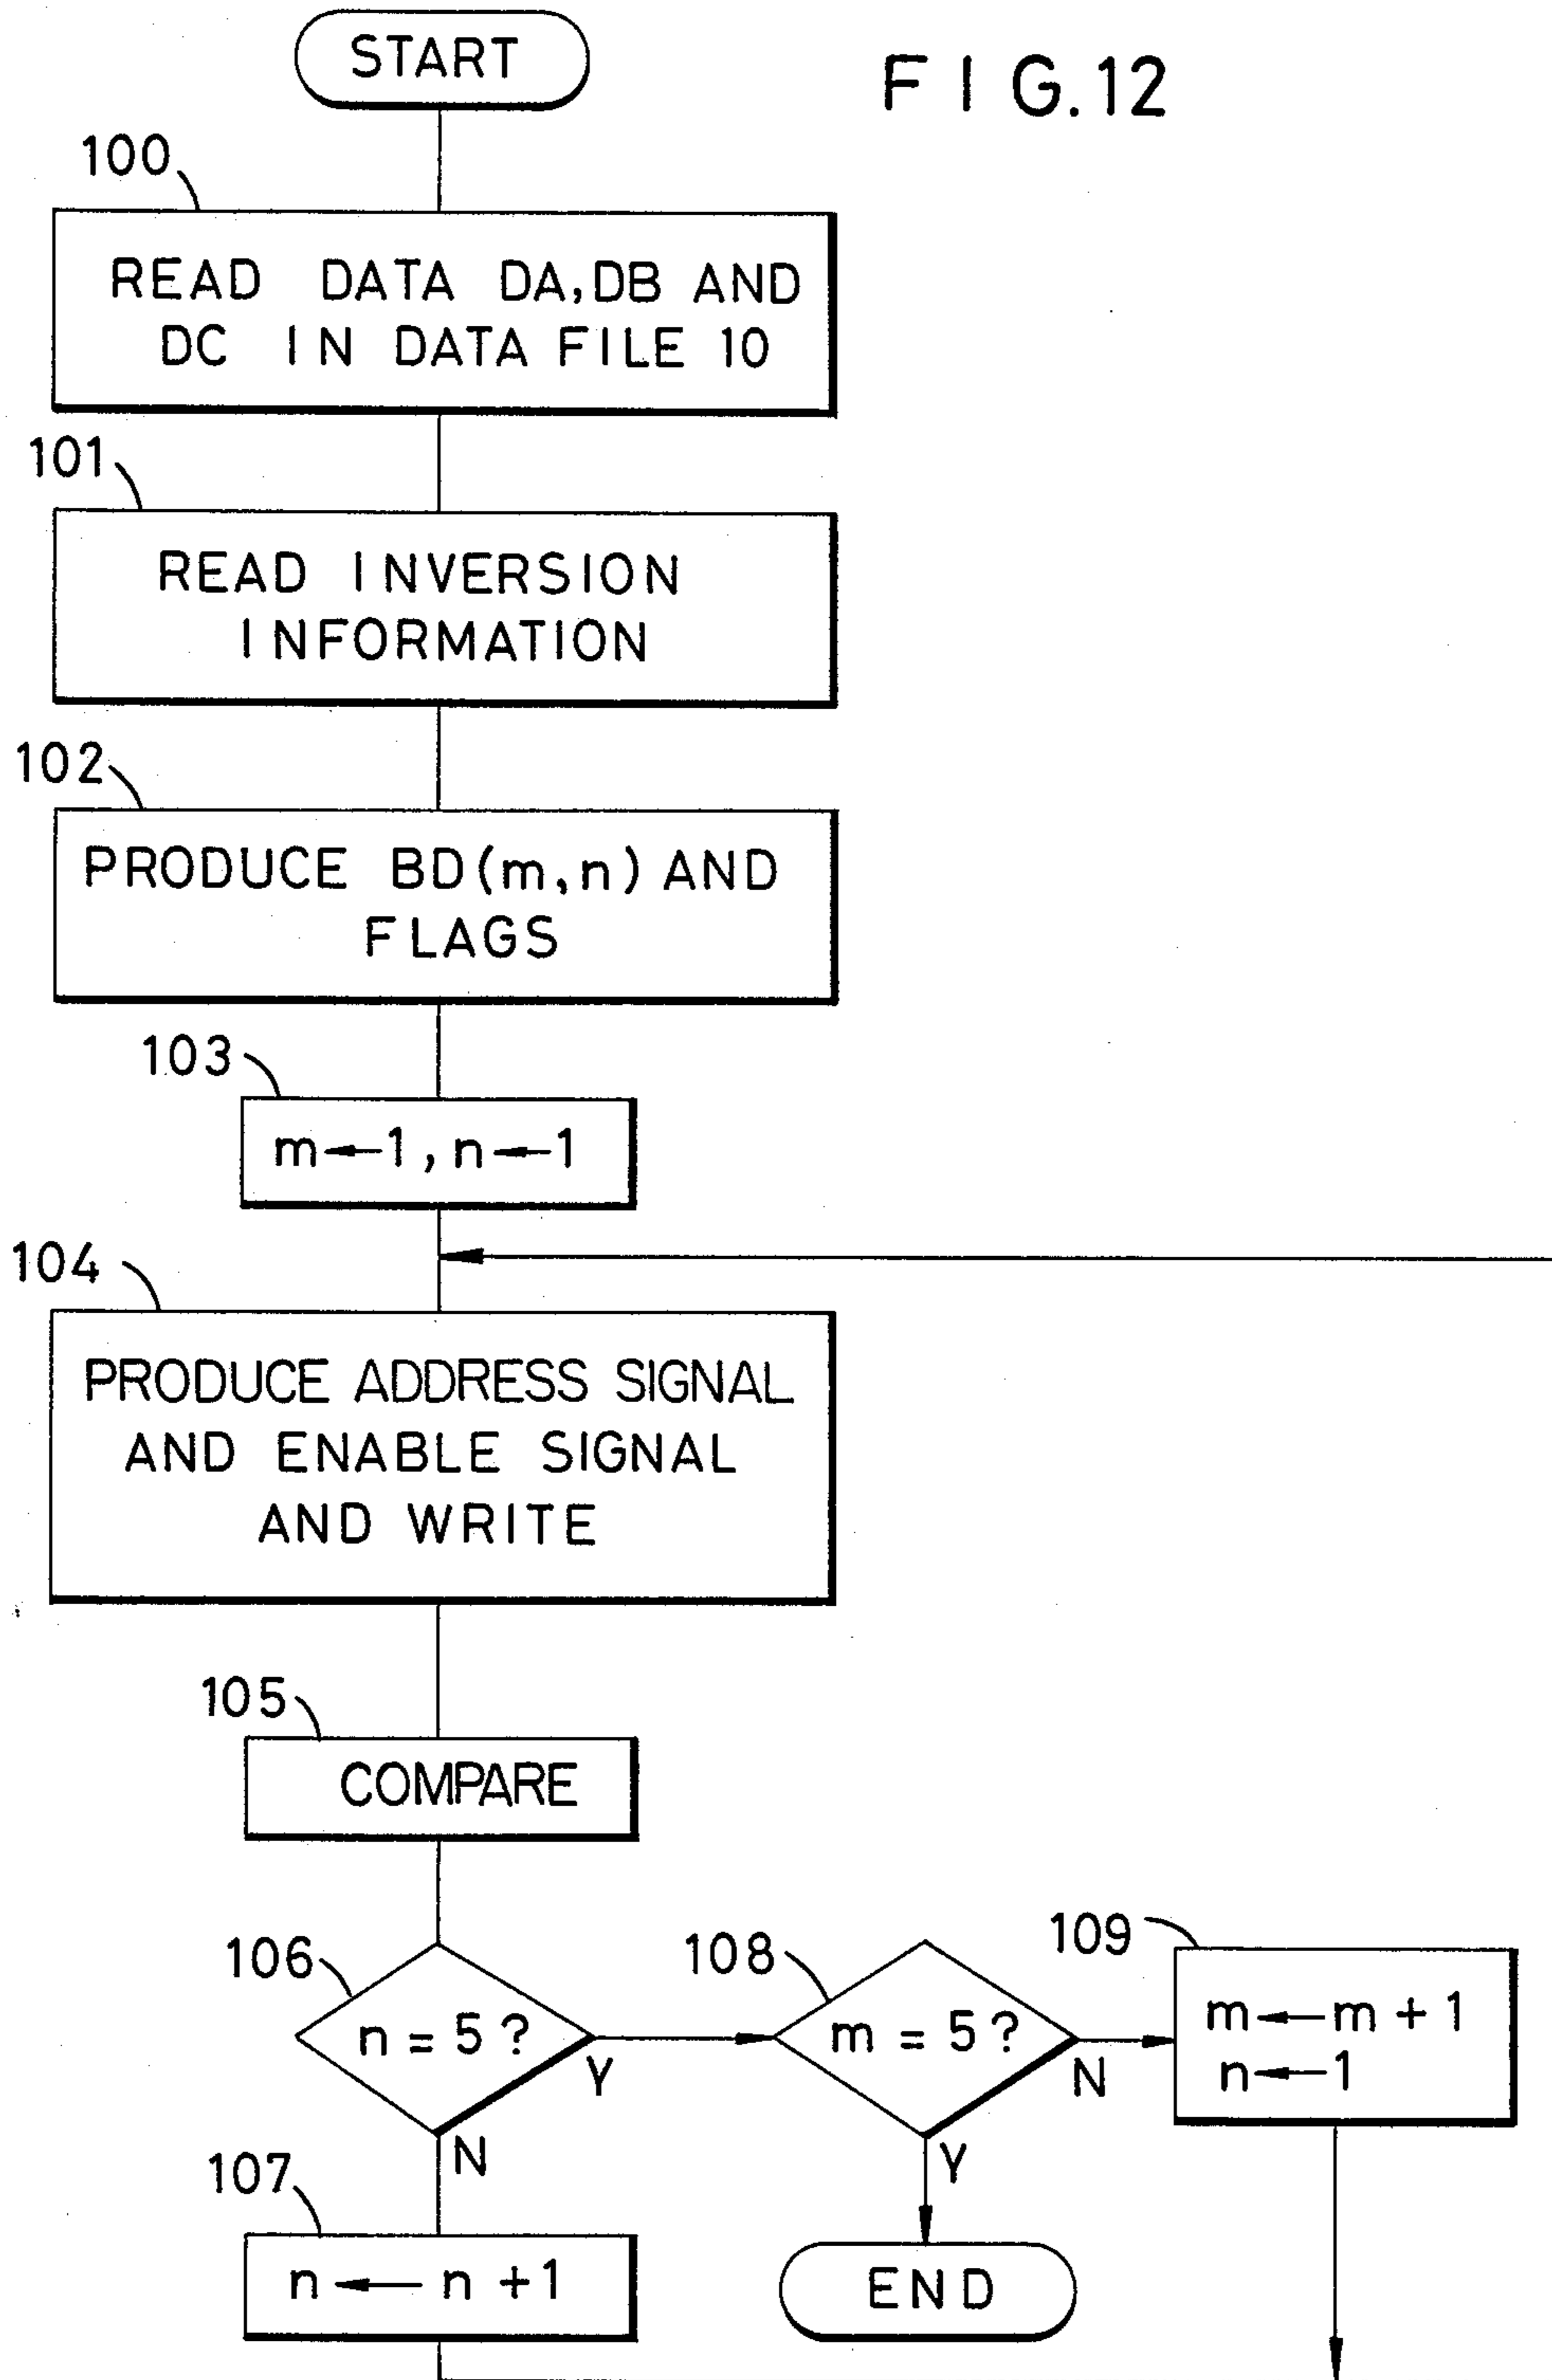 START
FIG.12
100
READ DATA DA,DB AND
DC IN DATA FILE 10
101
READ INVERSION
INFORMATION
102
PRODUCE BD(m,n) AND
FLAGS
103
m←1,n←1
104
PRODUCE ADDRESS SIGNAL
AND ENABLE SIGNAL
AND WRITE
105
COMPARE
106
n=5?
Y
N
108
m=5?
N
Y
109
m←m+1
n←1
107
n←n+1
END